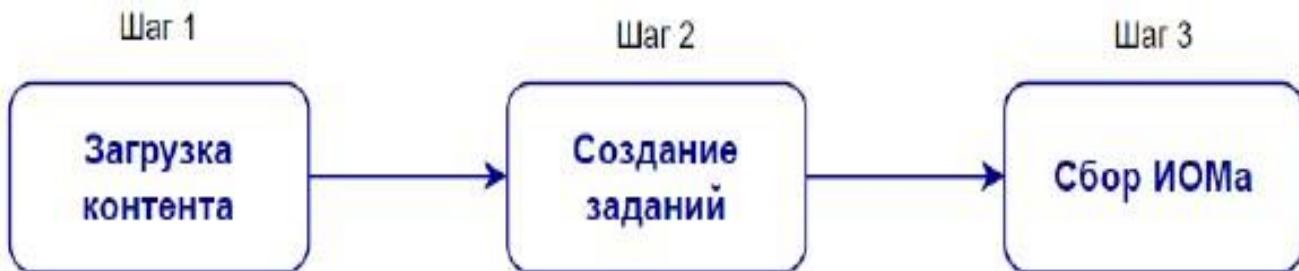 Шаг 1
Шаг 2
Шаг 3
Загрузка
контента
Создание
заданий
Сбор ИОМа